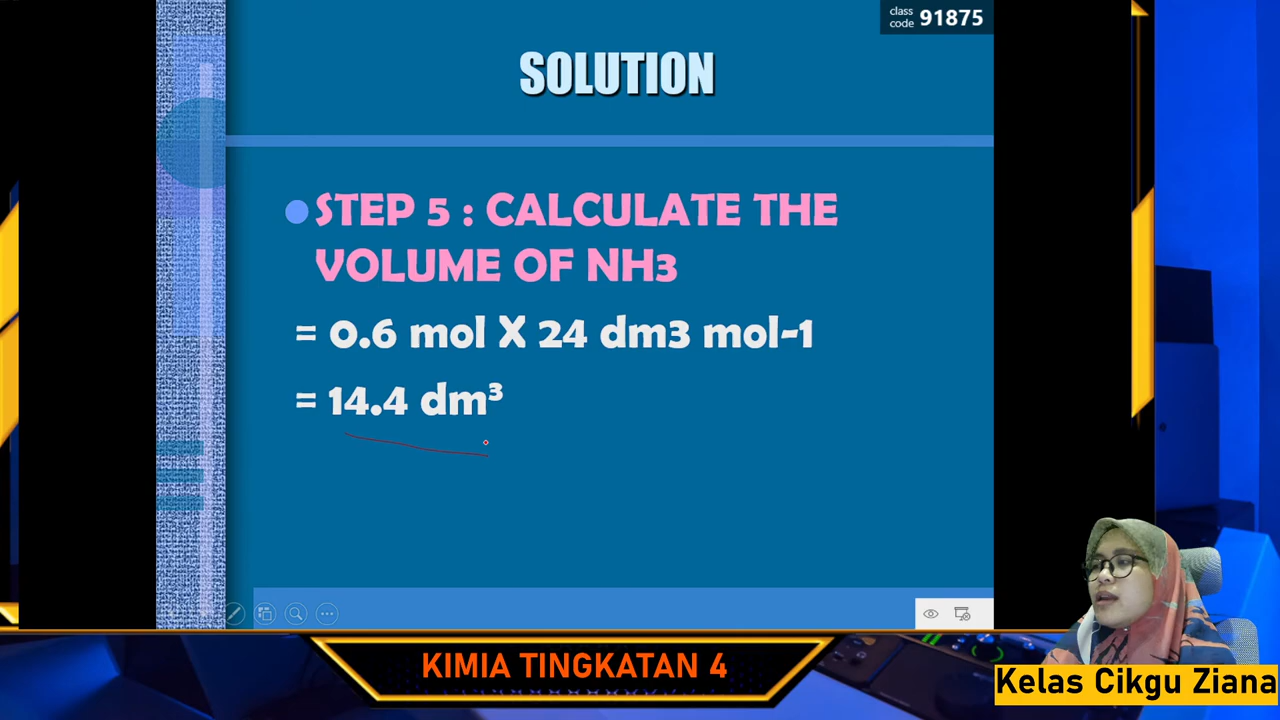 class
code 91875
SOLUTION
STEP 5 : CALCULATE THE
VOLUME OF NH3
= 0.6 mol X 24 dm3 mol-1
= 14.4 dm³
KIMIA TINGKATAN 4
Kelas Cikgu Ziana